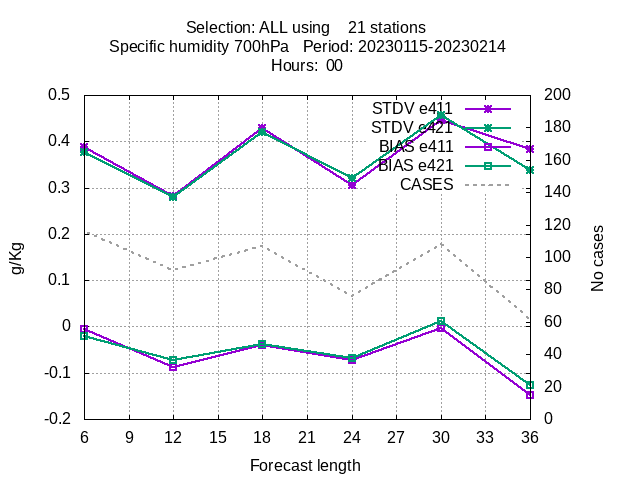 Selection: ALL using 21 stations
Specific humidity 700hPa Period: 20230115-20230214
Hours: 00
0.5
0.4
0.3
0.2
0.1
0
-0.1
-0.2
g/Kg
STDV e411
STDV e421
BIAS e411
BIAS e421
CASES
200
180
160
140
120
100
80
60
40
20
0
No cases
6 9 12 15 18 21 24 27 30 33 36
Forecast length